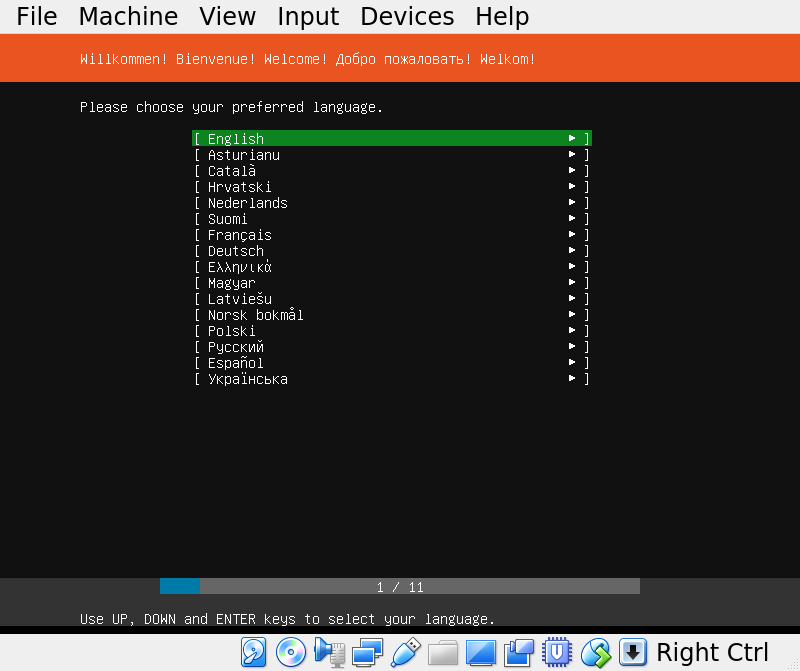 File Machine View Input Devices Help
Willkommen! Bienvenue! Welcome! Добро пожаловать! Welkom!
Please choose your preferred language.
[ English ▸ ]
[ Asturianu ▸ ]
[ Català ▸ ]
[ Hrvatski ▸ ]
[ Nederlands ▸ ]
[ Suomi ▸ ]
[ Français ▸ ]
[ Deutsch ▸ ]
[ Ελληνικά ▸ ]
[ Magyar ▸ ]
[ Latviešu ▸ ]
[ Norsk bokmål ▸ ]
[ Polski ▸ ]
[ Русский ▸ ]
[ Español ▸ ]
[ Українська ▸ ]
1 / 11
Use UP, DOWN and ENTER keys to select your language.
Right Ctrl